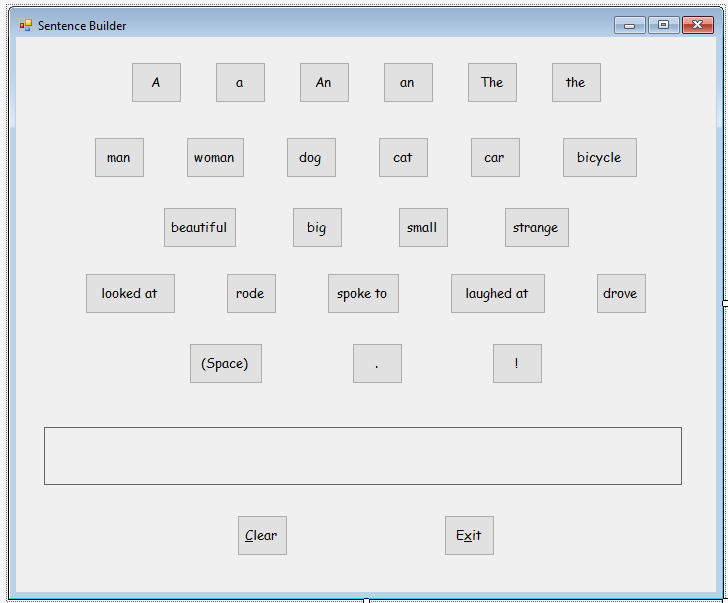 Sentence Builder
A a An an The the
man woman dog cat car bicycle
beautiful big small strange
looked at rode spoke to laughed at drove
(Space) . !
Clear Exit